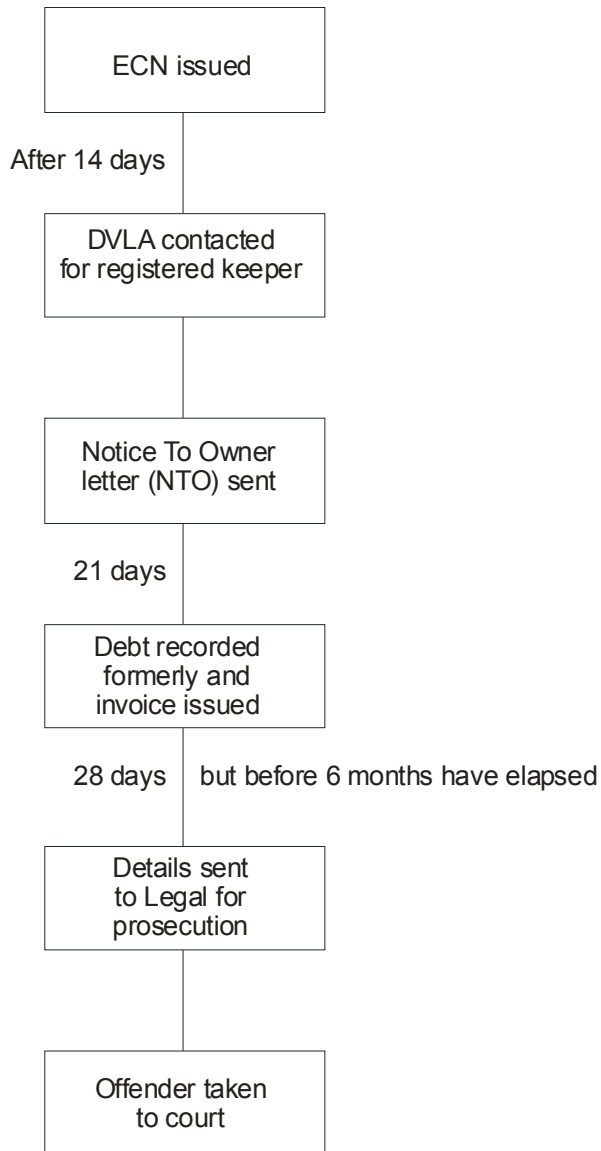 ECN issued
After 14 days
DVLA contacted
for registered keeper
Notice To Owner
letter (NTO) sent
21 days
Debt recorded
formerly and
invoice issued
28 days but before 6 months have elapsed
Details sent
to Legal for
prosecution
Offender taken
to court